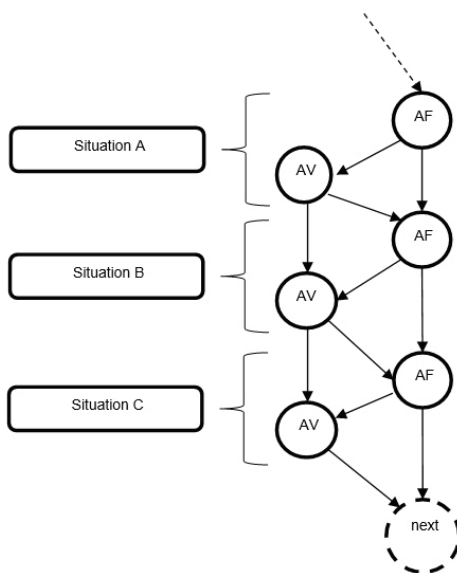 AF
Situation A
AV
AF
Situation B
AV
AF
Situation C
AV
next